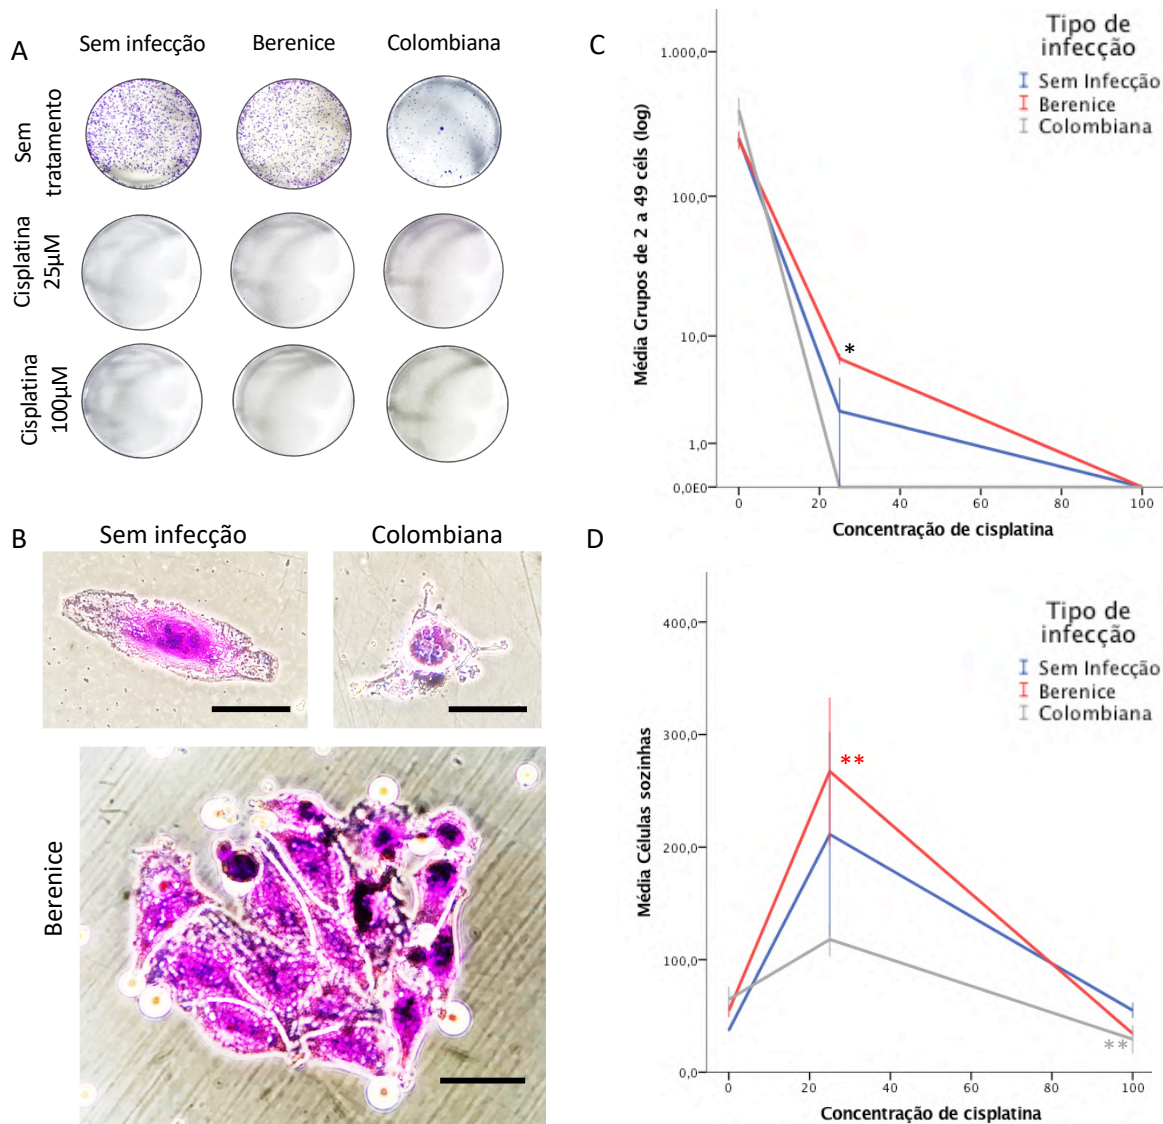 A
Sem infecção
Berenice
Colombiana
Sem
tratamento
Cisplatina
25µM
Cisplatina
100µM
B
Sem infecção
Colombiana
Berenice
C
Tipo de
infecção
Sem Infecção
Berenice
Colombiana
Média Grupos de 2 a 49 céls (log)
1.000,0
100,0
10,0
1,0
0,0E0
*
0
20
40
60
80
100
Concentração de cisplatina
D
Tipo de
infecção
Sem Infecção
Berenice
Colombiana
Média Células sozinhas
400,0
300,0
200,0
100,0
0,0
**
**
0
20
40
60
80
100
Concentração de cisplatina